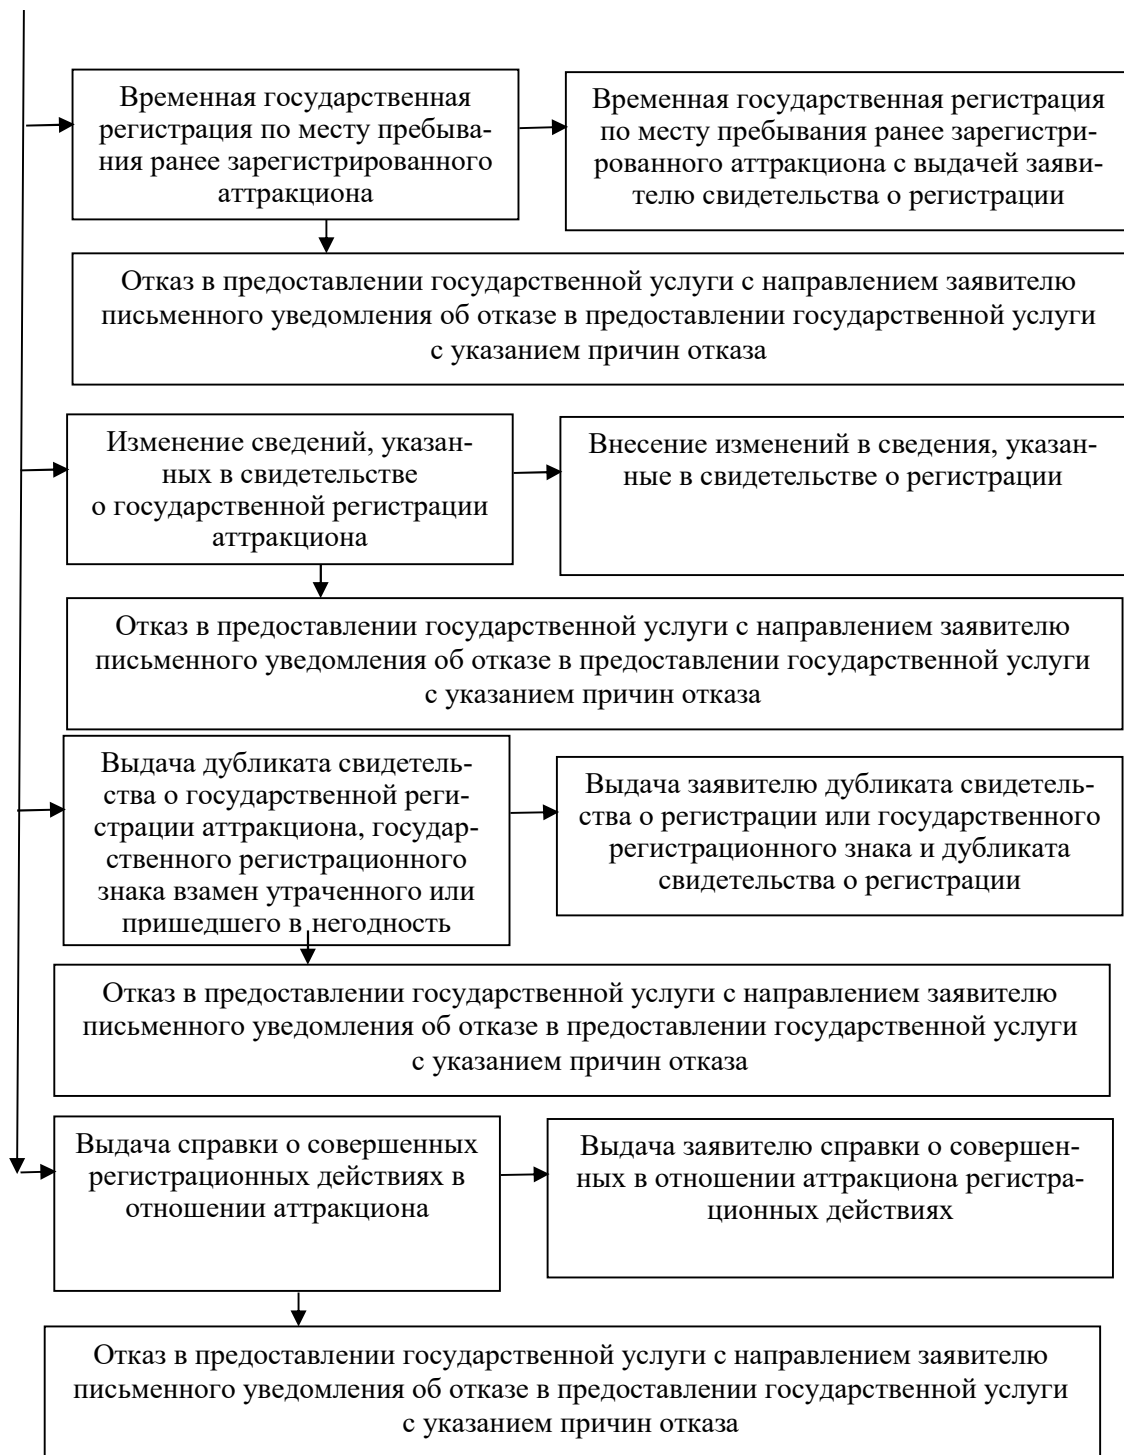 Временная государственная
регистрация по месту пребыва-
ния ранее зарегистрированного
аттракциона
Временная государственная регистрация
по месту пребывания ранее зарегистри-
рованного аттракциона с выдачей заяви-
телю свидетельства о регистрации
Отказ в предоставлении государственной услуги с направлением заявителю
письменного уведомления об отказе в предоставлении государственной услуги
с указанием причин отказа
Изменение сведений, указан-
ных в свидетельстве
о государственной регистрации
аттракциона
Внесение изменений в сведения, указан-
ные в свидетельстве о регистрации
Отказ в предоставлении государственной услуги с направлением заявителю
письменного уведомления об отказе в предоставлении государственной услуги
с указанием причин отказа
Выдача дубликата свидетель-
ства о государственной реги-
страции аттракциона, государ-
ственного регистрационного
знака взамен утраченного или
пришедшего в негодность
Выдача заявителю дубликата свидетель-
ства о регистрации или государственного
регистрационного знака и дубликата
свидетельства о регистрации
Отказ в предоставлении государственной услуги с направлением заявителю
письменного уведомления об отказе в предоставлении государственной услуги
с указанием причин отказа
Выдача справки о совершенных
регистрационных действиях в
отношении аттракциона
Выдача заявителю справки о совершен-
ных в отношении аттракциона регистра-
ционных действиях
Отказ в предоставлении государственной услуги с направлением заявителю
письменного уведомления об отказе в предоставлении государственной услуги
с указанием причин отказа